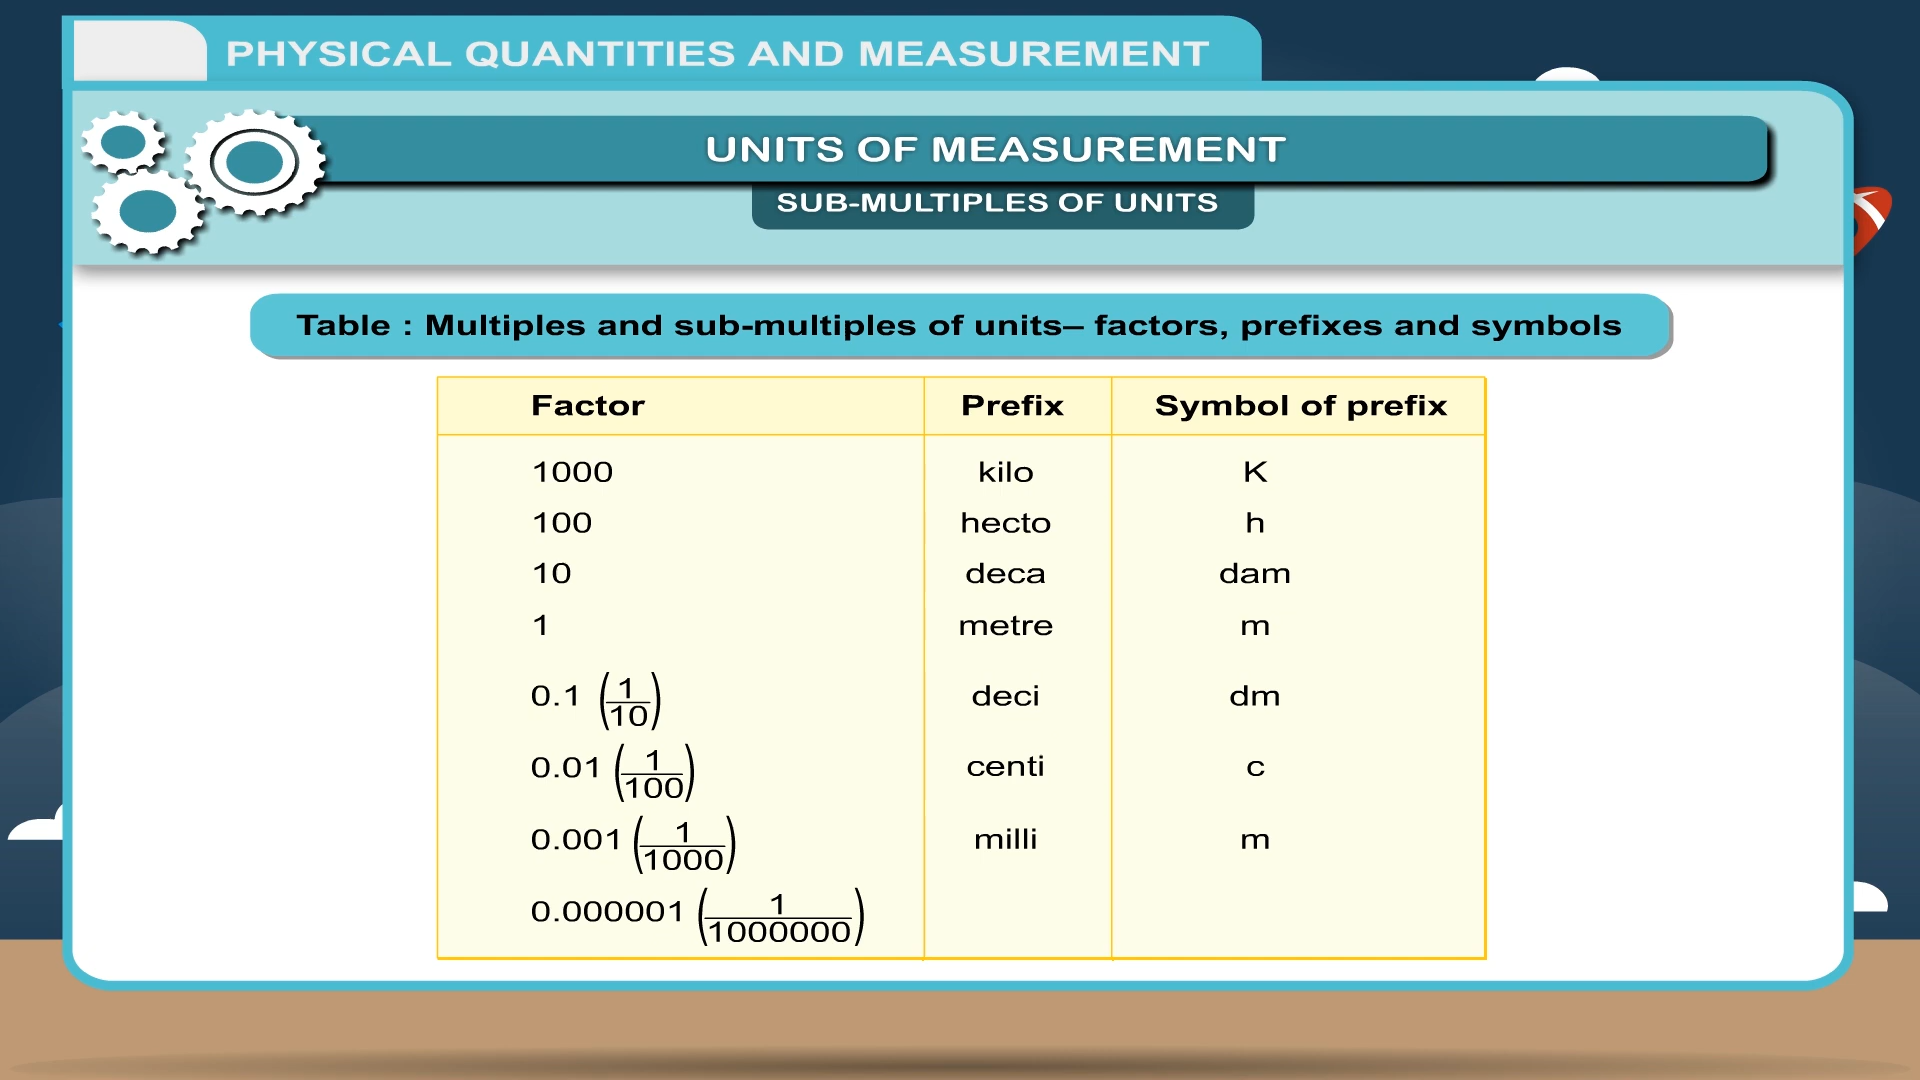 PHYSICAL QUANTITIES AND MEASUREMENT
UNITS OF MEASUREMENT
SUB-MULTIPLES OF UNITS
Table : Multiples and sub-multiples of units– factors, prefixes and symbols
Factor Prefix Symbol of prefix
1000 kilo K
100 hecto h
10 deca dam
1 metre m
0.1 (1/10) deci dm
0.01 (1/100) centi c
0.001 (1/1000) milli m
0.000001 (1/1000000)